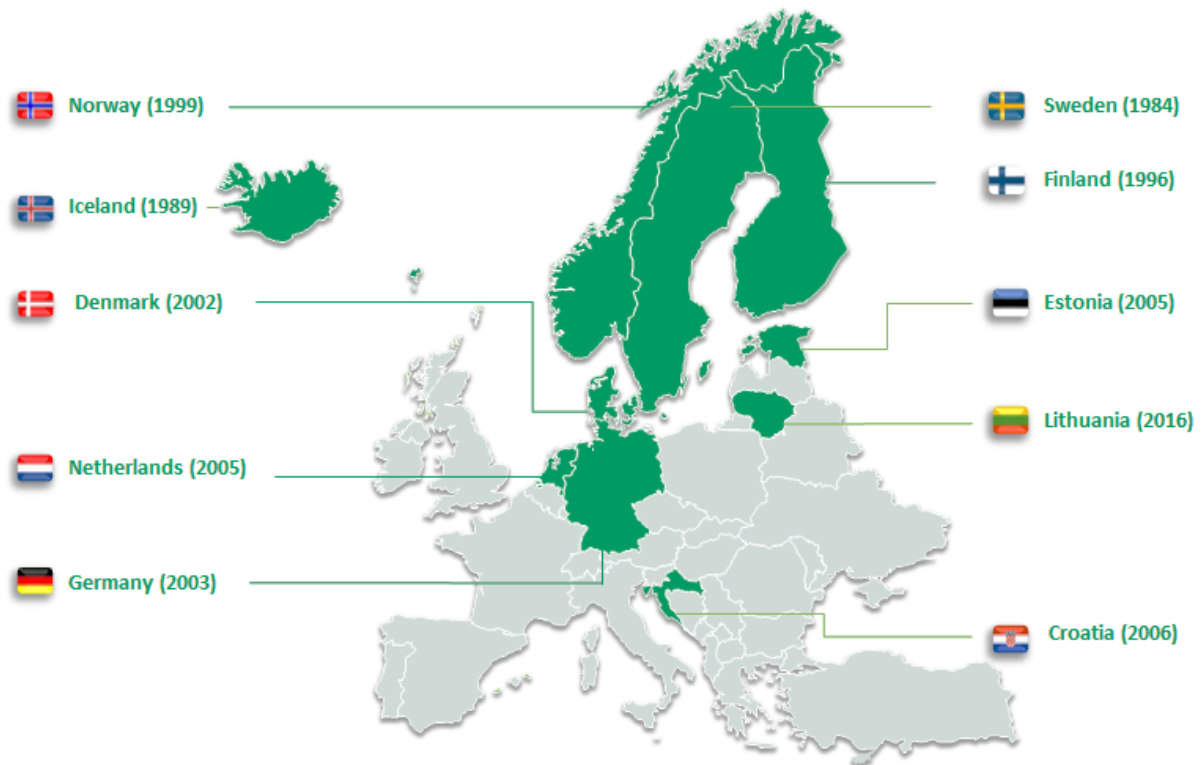 Norway (1999)
Sweden (1984)
Finland (1996)
Iceland (1989)
Denmark (2002)
Estonia (2005)
Lithuania (2016)
Netherlands (2005)
Germany (2003)
Croatia (2006)